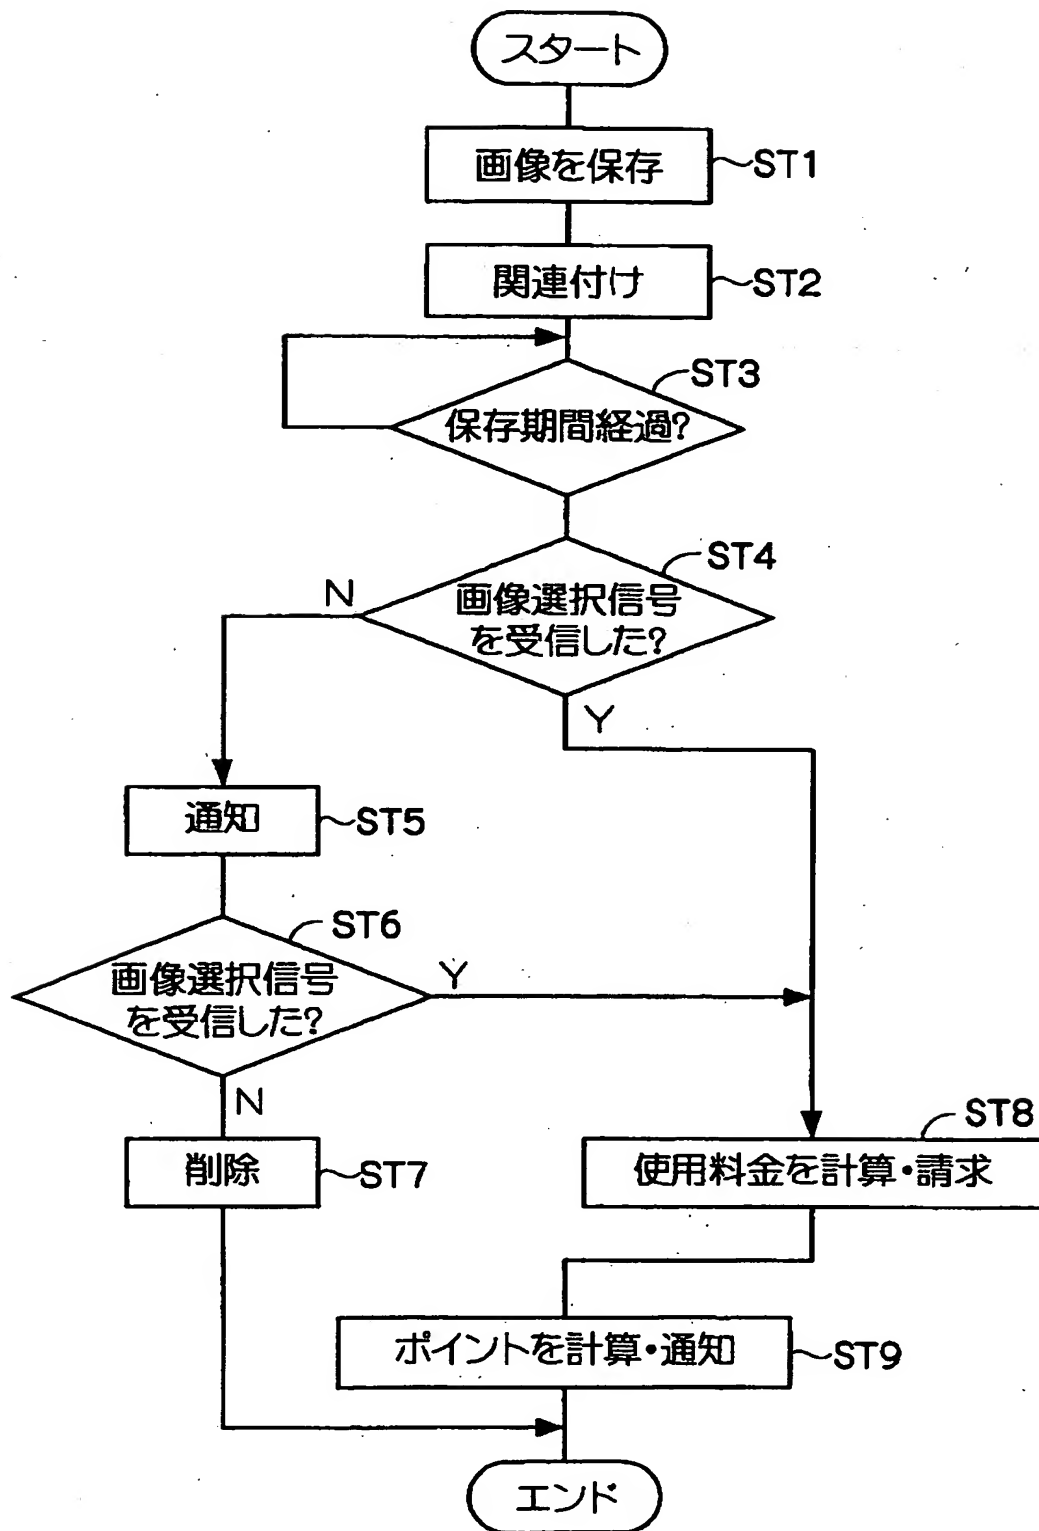 スタート
画像を保存
ST1
関連付け
ST2
ST3
保存期間経過?
ST4
N
画像選択信号
を受信した?
Y
通知
ST5
ST6
画像選択信号
を受信した?
Y
N
削除
ST7
ST8
使用料金を計算・請求
ポイントを計算・通知
ST9
エンド